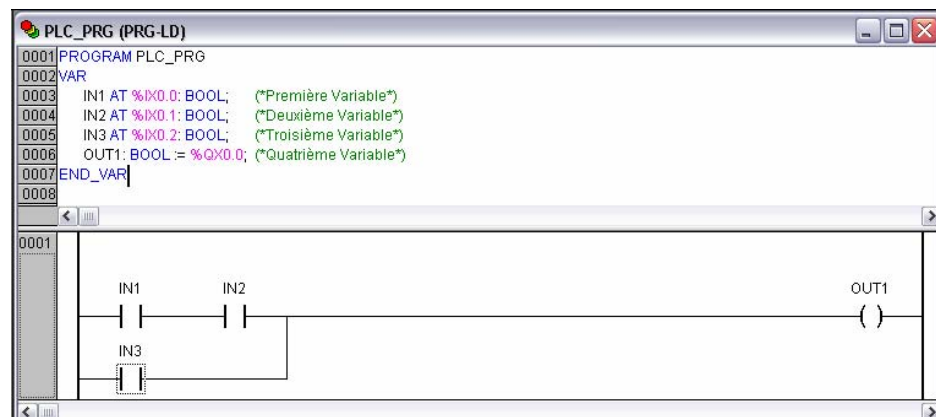 PLC_PRG (PRG-LD)
0001 PROGRAM PLC_PRG
0002 VAR
0003 IN1 AT %IX0.0: BOOL; (*Première Variable*)
0004 IN2 AT %IX0.1: BOOL; (*Deuxième Variable*)
0005 IN3 AT %IX0.2: BOOL; (*Troisième Variable*)
0006 OUT1: BOOL := %QX0.0; (*Quatrième Variable*)
0007 END_VAR
0008
0001
IN1 IN2 OUT1
IN3